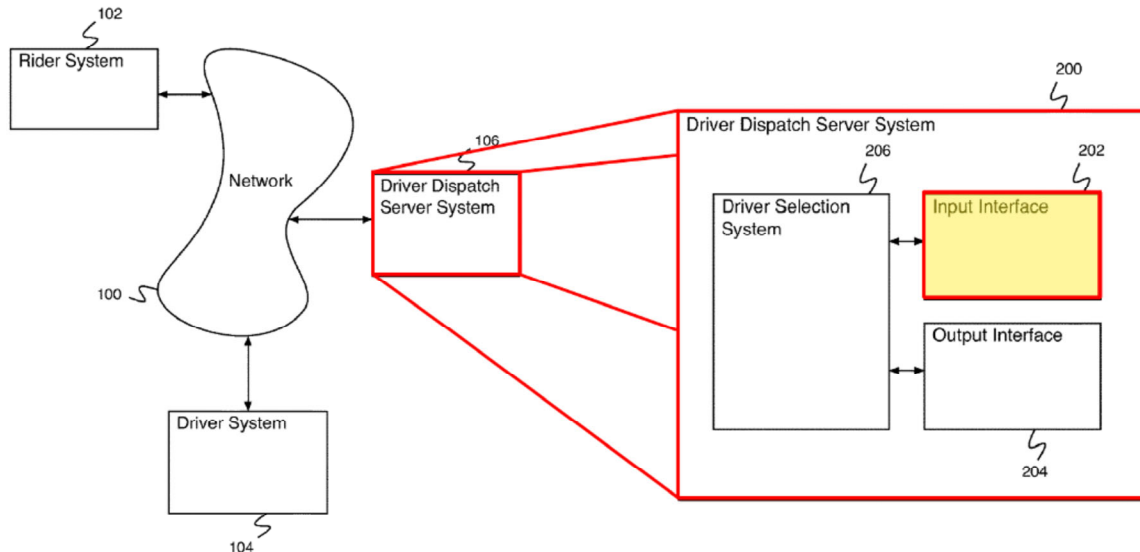 102
Rider System
200
Driver Dispatch Server System
106
206
202
Network
Driver Dispatch
Server System
Driver Selection
System
Input Interface
100
Output Interface
Driver System
204
104